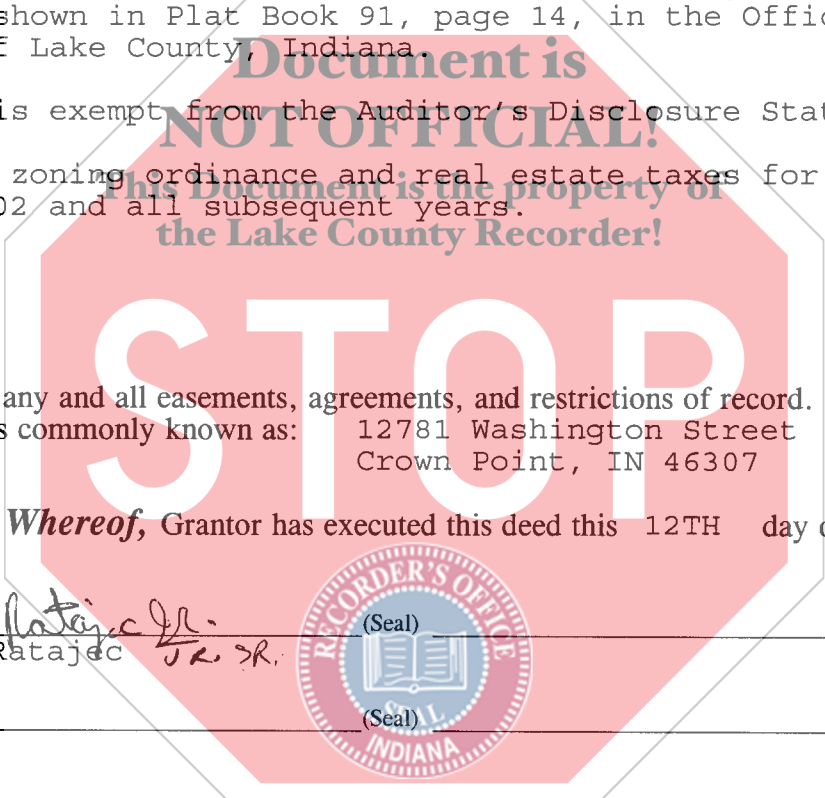 shown in Plat Book 91, page 14, in the Offic
f Lake County, Indiana.
Document is
is exempt from the Auditor's Disclosure Stat
NOT OFFICIAL!
zoning ordinance and real estate taxes for
This Document is the property of
02 and all subsequent years.
the Lake County Recorder!
STOP
any and all easements, agreements, and restrictions of record.
s commonly known as: 12781 Washington Street
Crown Point, IN 46307
Whereof, Grantor has executed this deed this 12TH day o
Ratajec Jr.
(Seal)
Ratajec JR. SR.
(Seal)
RECORDER'S OFFICE
SEAL
INDIANA